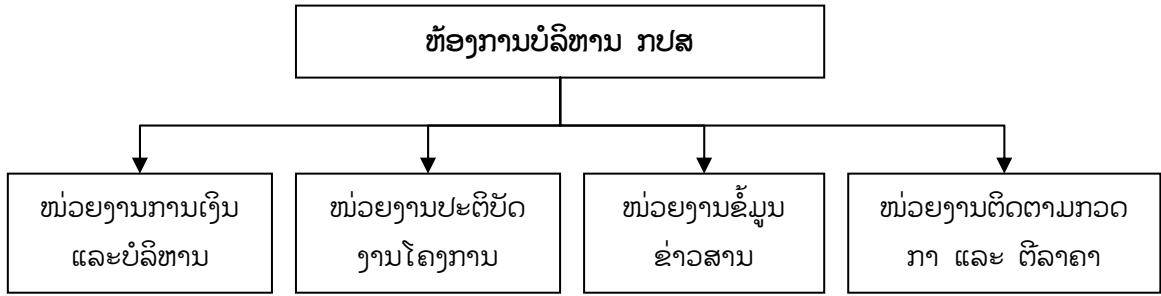 ຫ້ອງການບໍລິຫານ ກປສ
ໜ່ວຍງານການເງິນ
ແລະບໍລິຫານ
ໜ່ວຍງານປະຕິບັດ
ງານໂຄງການ
ໜ່ວຍງານຂໍ້ມູນ
ຂ່າວສານ
ໜ່ວຍງານຕິດຕາມກວດ
ກາ ແລະ ຕີລາຄາ